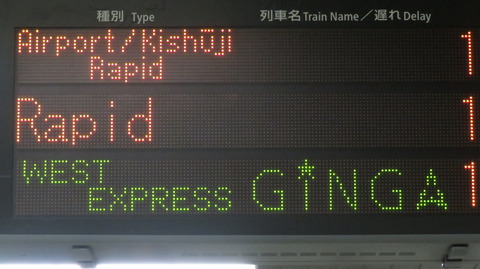 種別 Type 列車名 Train Name／遅れ Delay
Airport/Kishūji 1
Rapid
Rapid 1
WEST 1
EXPRESS GINGA